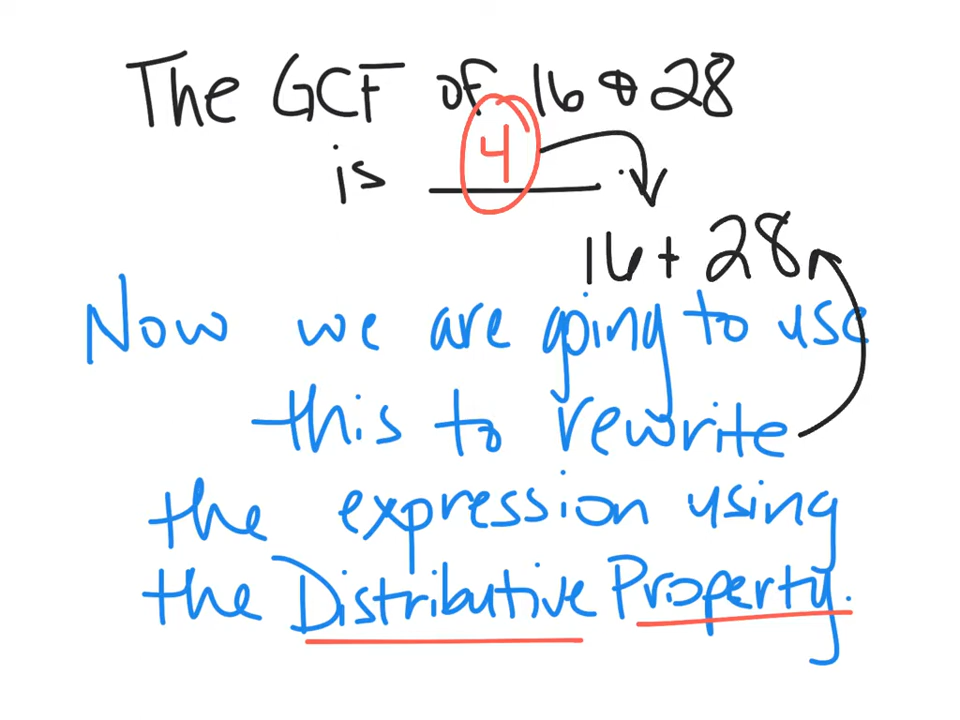 The GCF of 16 & 28
is 4
16 + 28
Now we are going to use
this to rewrite
the expression using
the Distributive Property.